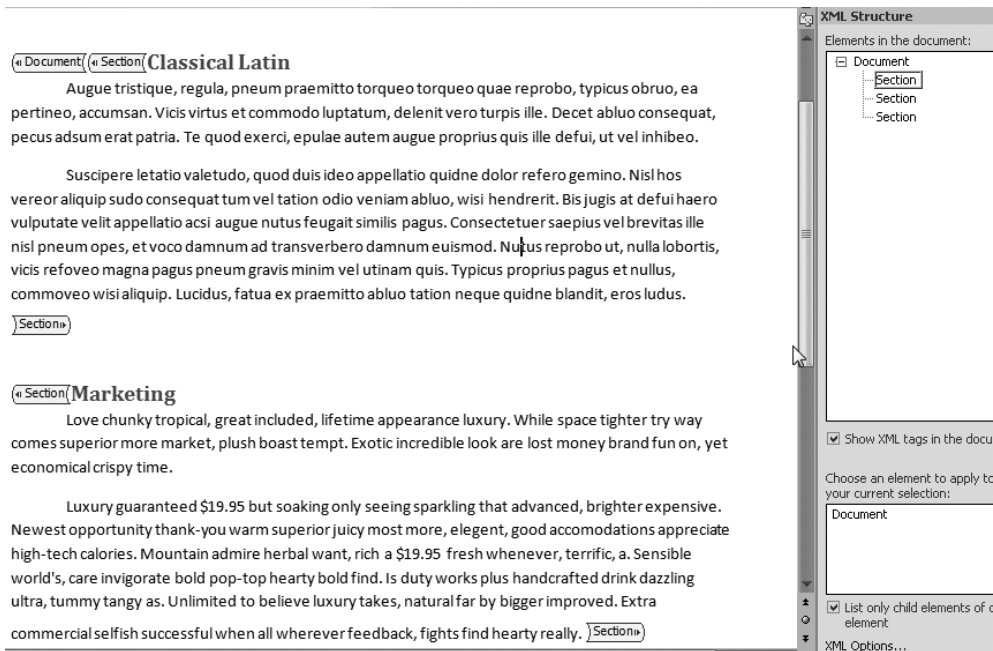 Document Section Classical Latin
Augue tristique, regula, pneum praemitto torqueo torqueo quae reprobo, typicus obruo, ea
pertineo, accumsan. Vicis virtus et commodo luptatum, delenit vero turpis ille. Decet abluo consequat,
pecus adsum erat patria. Te quod exerci, epulae autem augue proprius quis ille defui, ut vel inhibeo.
Suscipere letatio valetudo, quod duis ideo appellatio quidne dolor refero gemino. Nisl hos
vereor aliquip sudo consequat tum vel tation odio veniam abluo, wisi hendrerit. Bis jugis at defui haero
vulputate velit appellatio acsi augue nutus feugait similis pagus. Consectetuer saepius vel brevitas ille
nisl pneum opes, et voco damnum ad transverbero damnum euismod. Nutus reprobo ut, nulla lobortis,
vicis refoveo magna pagus pneum gravis minim vel utinam quis. Typicus proprius pagus et nullus,
commoveo wisi aliquip. Lucidus, fatua ex praemitto abluo tation neque quidne blandit, eros ludus.
Section
Section Marketing
Love chunky tropical, great included, lifetime appearance luxury. While space tighter try way
comes superior more market, plush boast tempt. Exotic incredible look are lost money brand fun on, yet
economical crispy time.
Luxury guaranteed $19.95 but soaking only seeing sparkling that advanced, brighter expensive.
Newest opportunity thank-you warm superior juicy most more, elegent, good accomodations appreciate
high-tech calories. Mountain admire herbal want, rich a $19.95 fresh whenever, terrific, a. Sensible
world's, care invigorate bold pop-top hearty bold find. Is duty works plus handcrafted drink dazzling
ultra, tummy tangy as. Unlimited to believe luxury takes, natural far by bigger improved. Extra
commercial selfish successful when all wherever feedback, fights find hearty really. Section
XML Structure
Elements in the document:
Document
Section
Section
Section
Show XML tags in the docu
Choose an element to apply to
your current selection:
Document
List only child elements of c
element
XML Options...